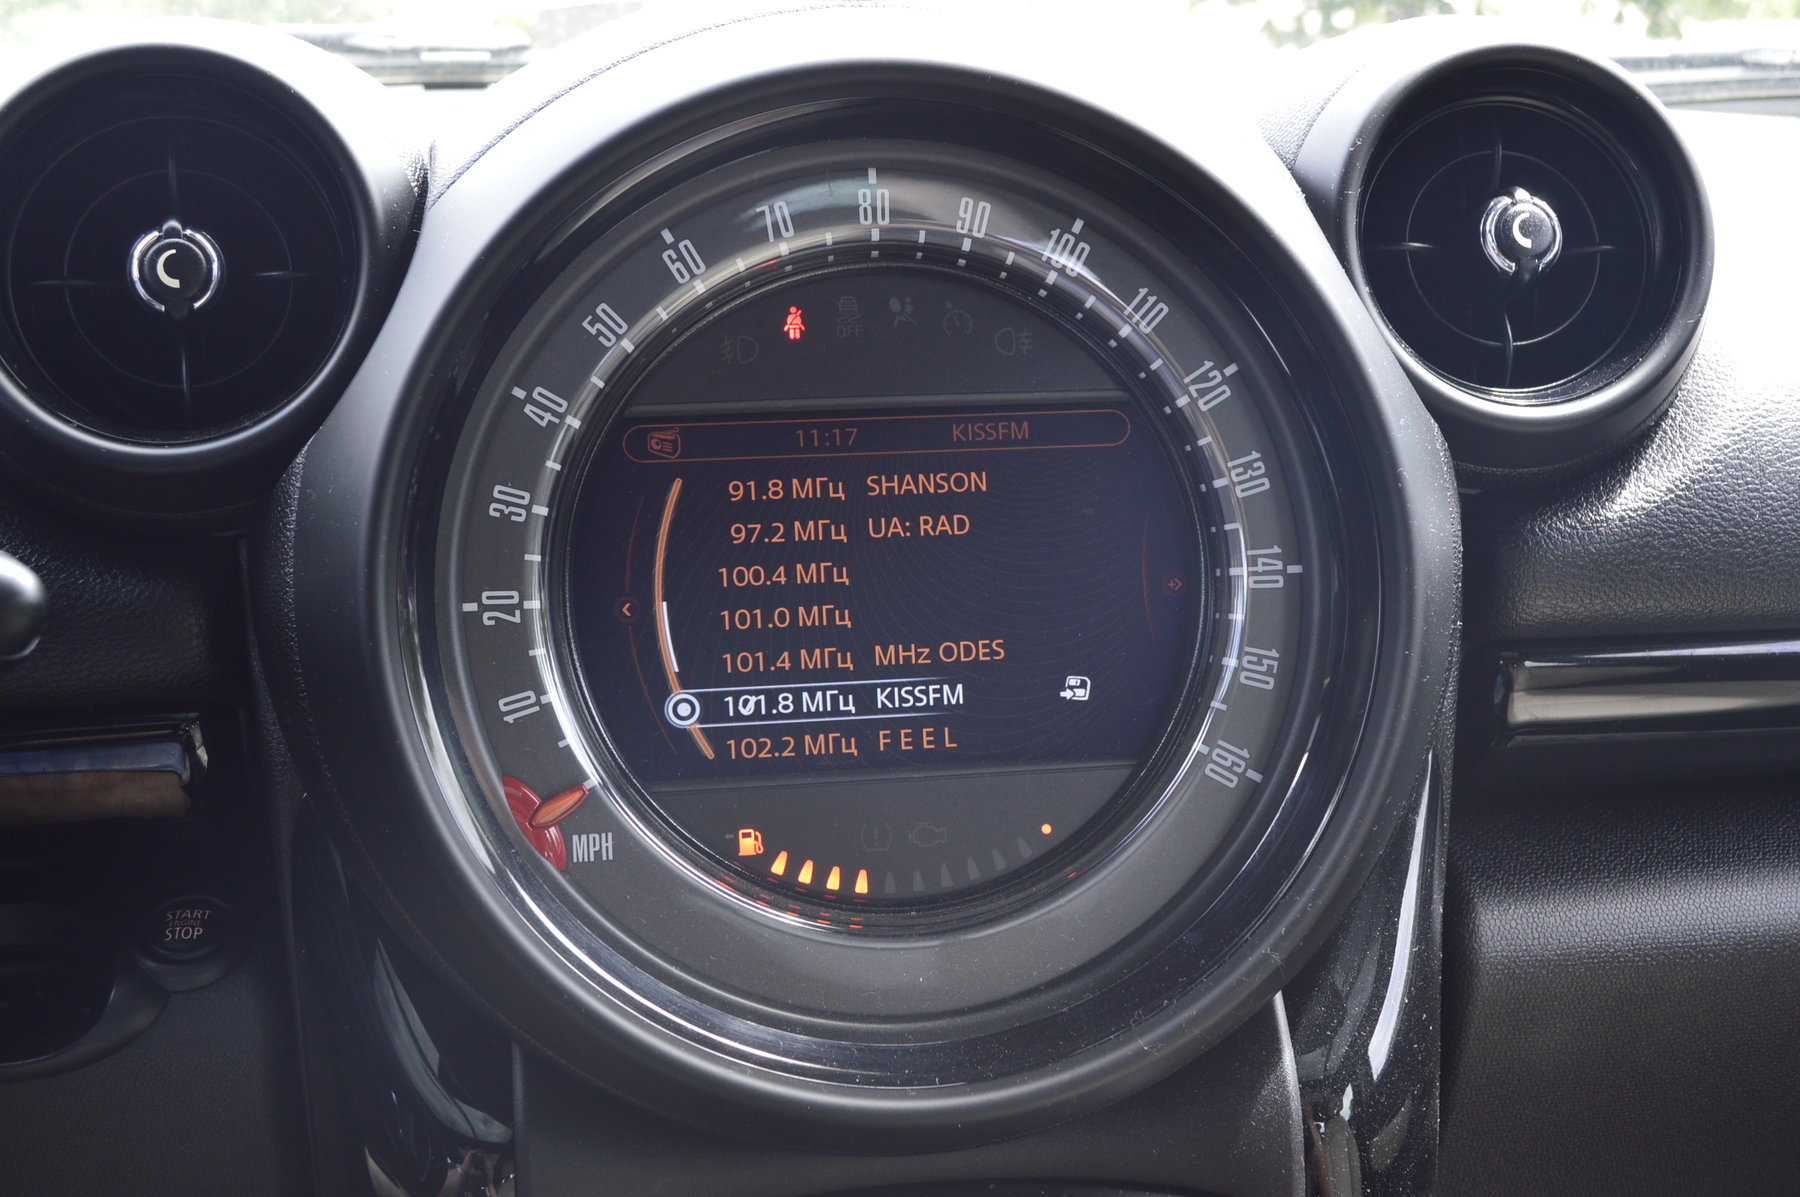 10
20
30
40
50
60
70
80
90
100
110
120
130
140
150
160
MPH
OFF
11:17 KISSFM
91.8 МГц SHANSON
97.2 МГц UA: RAD
100.4 МГц
101.0 МГц
101.4 МГц MHz ODES
101.8 МГц KISSFM
102.2 МГц F E E L
START
ENGINE
STOP